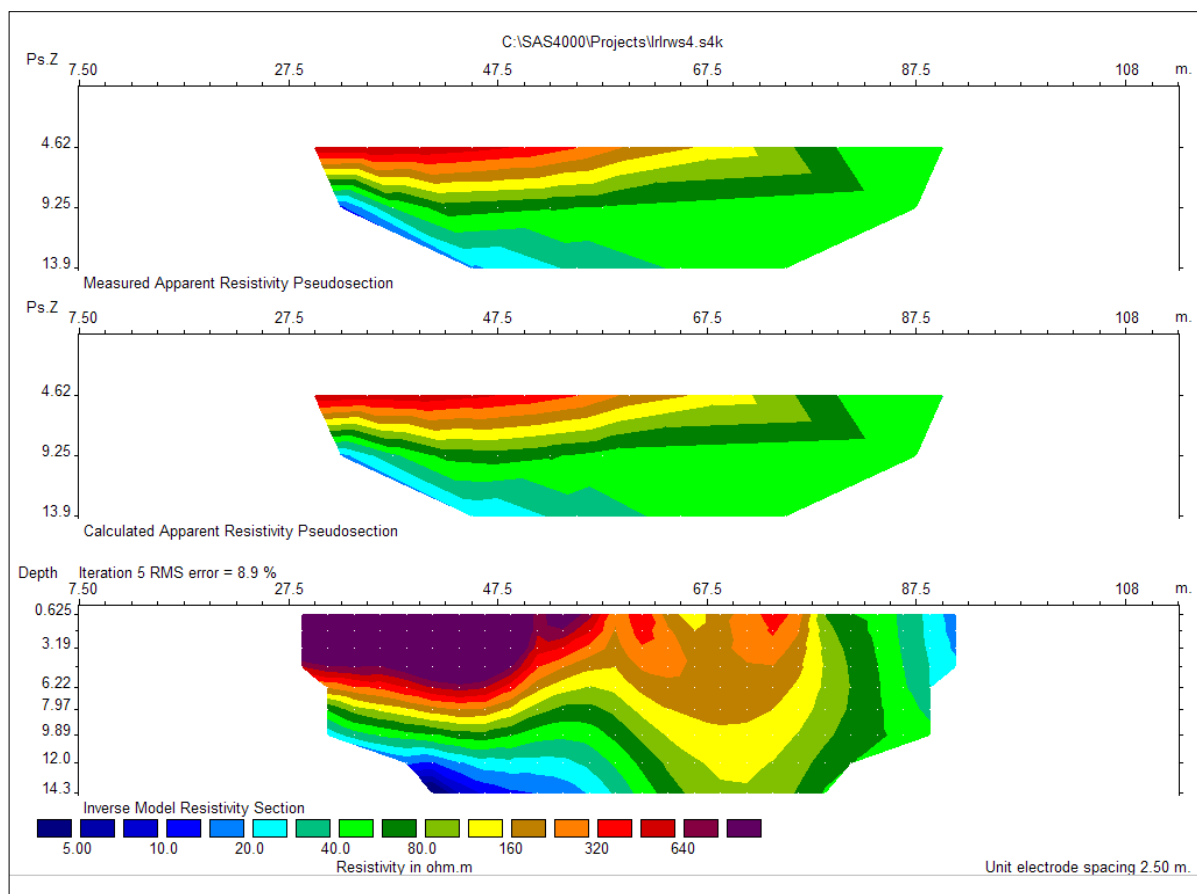 C:\SAS4000\Projects\lrlrws4.s4k
Ps.Z
7.50 27.5 47.5 67.5 87.5 108 m.
4.62
9.25
13.9
Measured Apparent Resistivity Pseudosection
Ps.Z
7.50 27.5 47.5 67.5 87.5 108 m.
4.62
9.25
13.9
Calculated Apparent Resistivity Pseudosection
Depth Iteration 5 RMS error = 8.9 %
7.50 27.5 47.5 67.5 87.5 108 m.
0.625
3.19
6.22
7.97
9.89
12.0
14.3
Inverse Model Resistivity Section
5.00 10.0 20.0 40.0 80.0 160 320 640
Resistivity in ohm.m Unit electrode spacing 2.50 m.